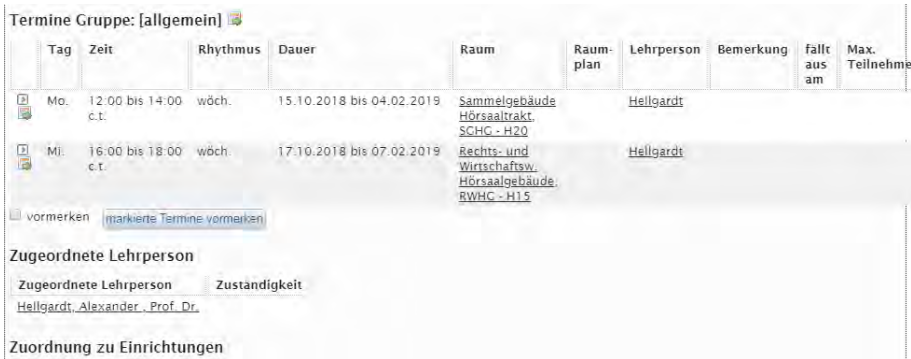 Termine Gruppe: [allgemein]
Tag Zeit Rhythmus Dauer Raum Raum- Lehrperson Bemerkung fällt Max.
plan aus Teilnehme
am
Mo. 12:00 bis 14:00 wöch. 15.10.2018 bis 04.02.2019 Sammelgebäude Hellgardt
c.t. Hörsaaltrakt,
SGHG - H20
Mi. 16:00 bis 18:00 wöch. 17.10.2018 bis 07.02.2019 Rechts- und Hellgardt
c.t. Wirtschaftsw.
Hörsaalgebäude,
RWHG - H15
vormerken markierte Termine vormerken
Zugeordnete Lehrperson
Zugeordnete Lehrperson Zuständigkeit
Hellgardt, Alexander , Prof. Dr.
Zuordnung zu Einrichtungen